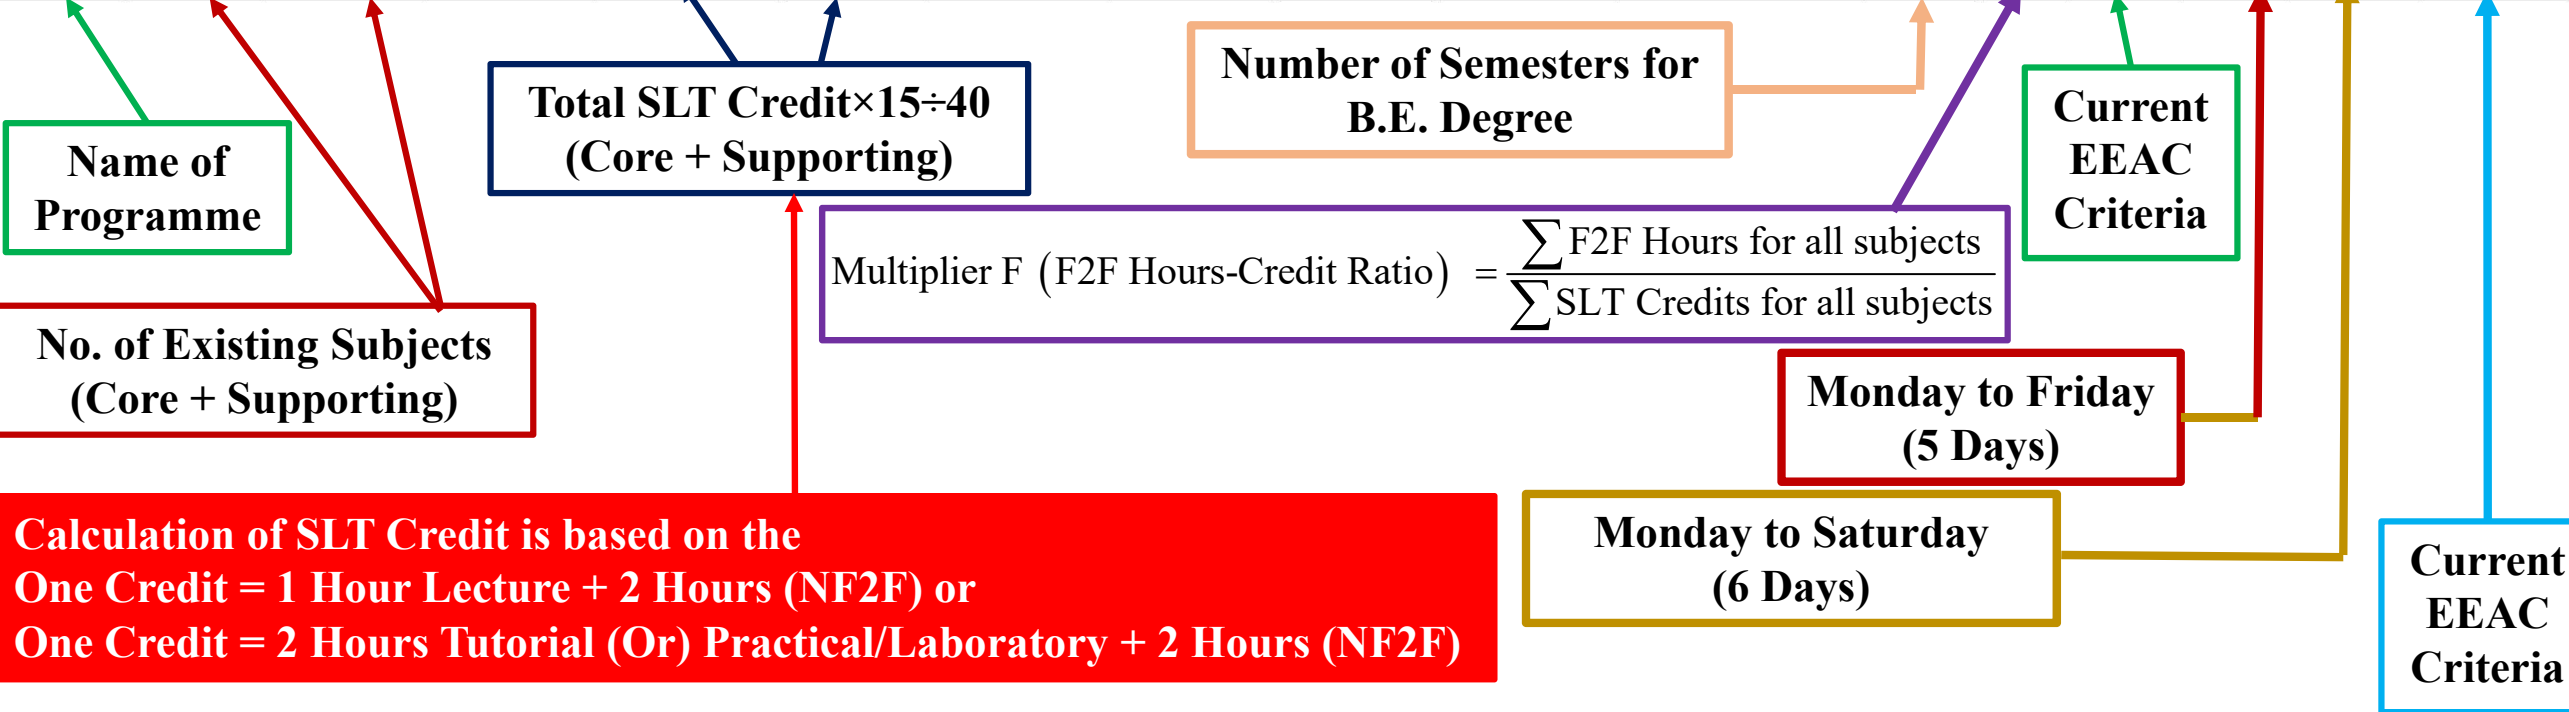 Number of Semesters for
B.E. Degree
Total SLT Credit×15÷40
(Core + Supporting)
Current
EEAC
Criteria
Name of
Programme
Multiplier F (F2F Hours-Credit Ratio) = ∑F2F Hours for all subjects
∑SLT Credits for all subjects
No. of Existing Subjects
(Core + Supporting)
Monday to Friday
(5 Days)
Monday to Saturday
(6 Days)
Calculation of SLT Credit is based on the
One Credit = 1 Hour Lecture + 2 Hours (NF2F) or
One Credit = 2 Hours Tutorial (Or) Practical/Laboratory + 2 Hours (NF2F)
Current
EEAC
Criteria